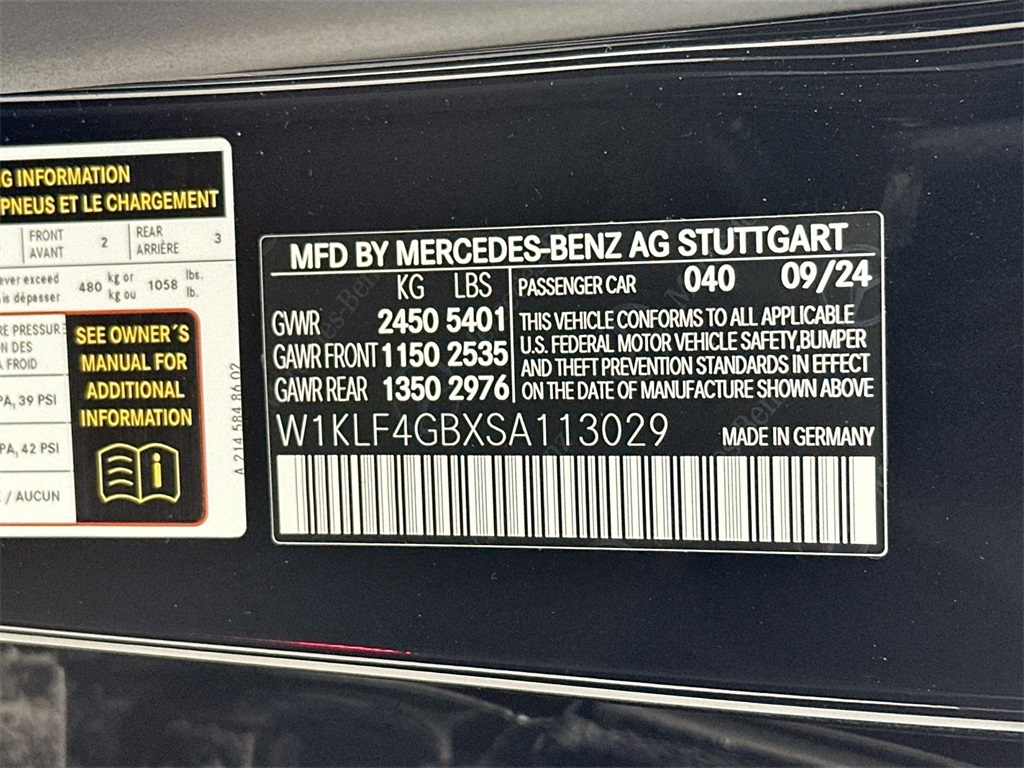 G INFORMATION
PNEUS ET LE CHARGEMENT
FRONT
AVANT
2
REAR
ARRIÈRE
3
ever exceed
is dépasser
480
kg or
kg ou
1058
lbs.
lb.
RE PRESSURE
ON DES
À FROID
PA, 39 PSI
PA, 42 PSI
/ AUCUN
SEE OWNER´S
MANUAL FOR
ADDITIONAL
INFORMATION
A 214 584 86 02
MFD BY MERCEDES-BENZ AG STUTTGART
KG LBS
GVWR 2450 5401
GAWR FRONT 1150 2535
GAWR REAR 1350 2976
PASSENGER CAR 040 09/24
THIS VEHICLE CONFORMS TO ALL APPLICABLE
U.S. FEDERAL MOTOR VEHICLE SAFETY,BUMPER
AND THEFT PREVENTION STANDARDS IN EFFECT
ON THE DATE OF MANUFACTURE SHOWN ABOVE
W1KLF4GBXSA113029
MADE IN GERMANY